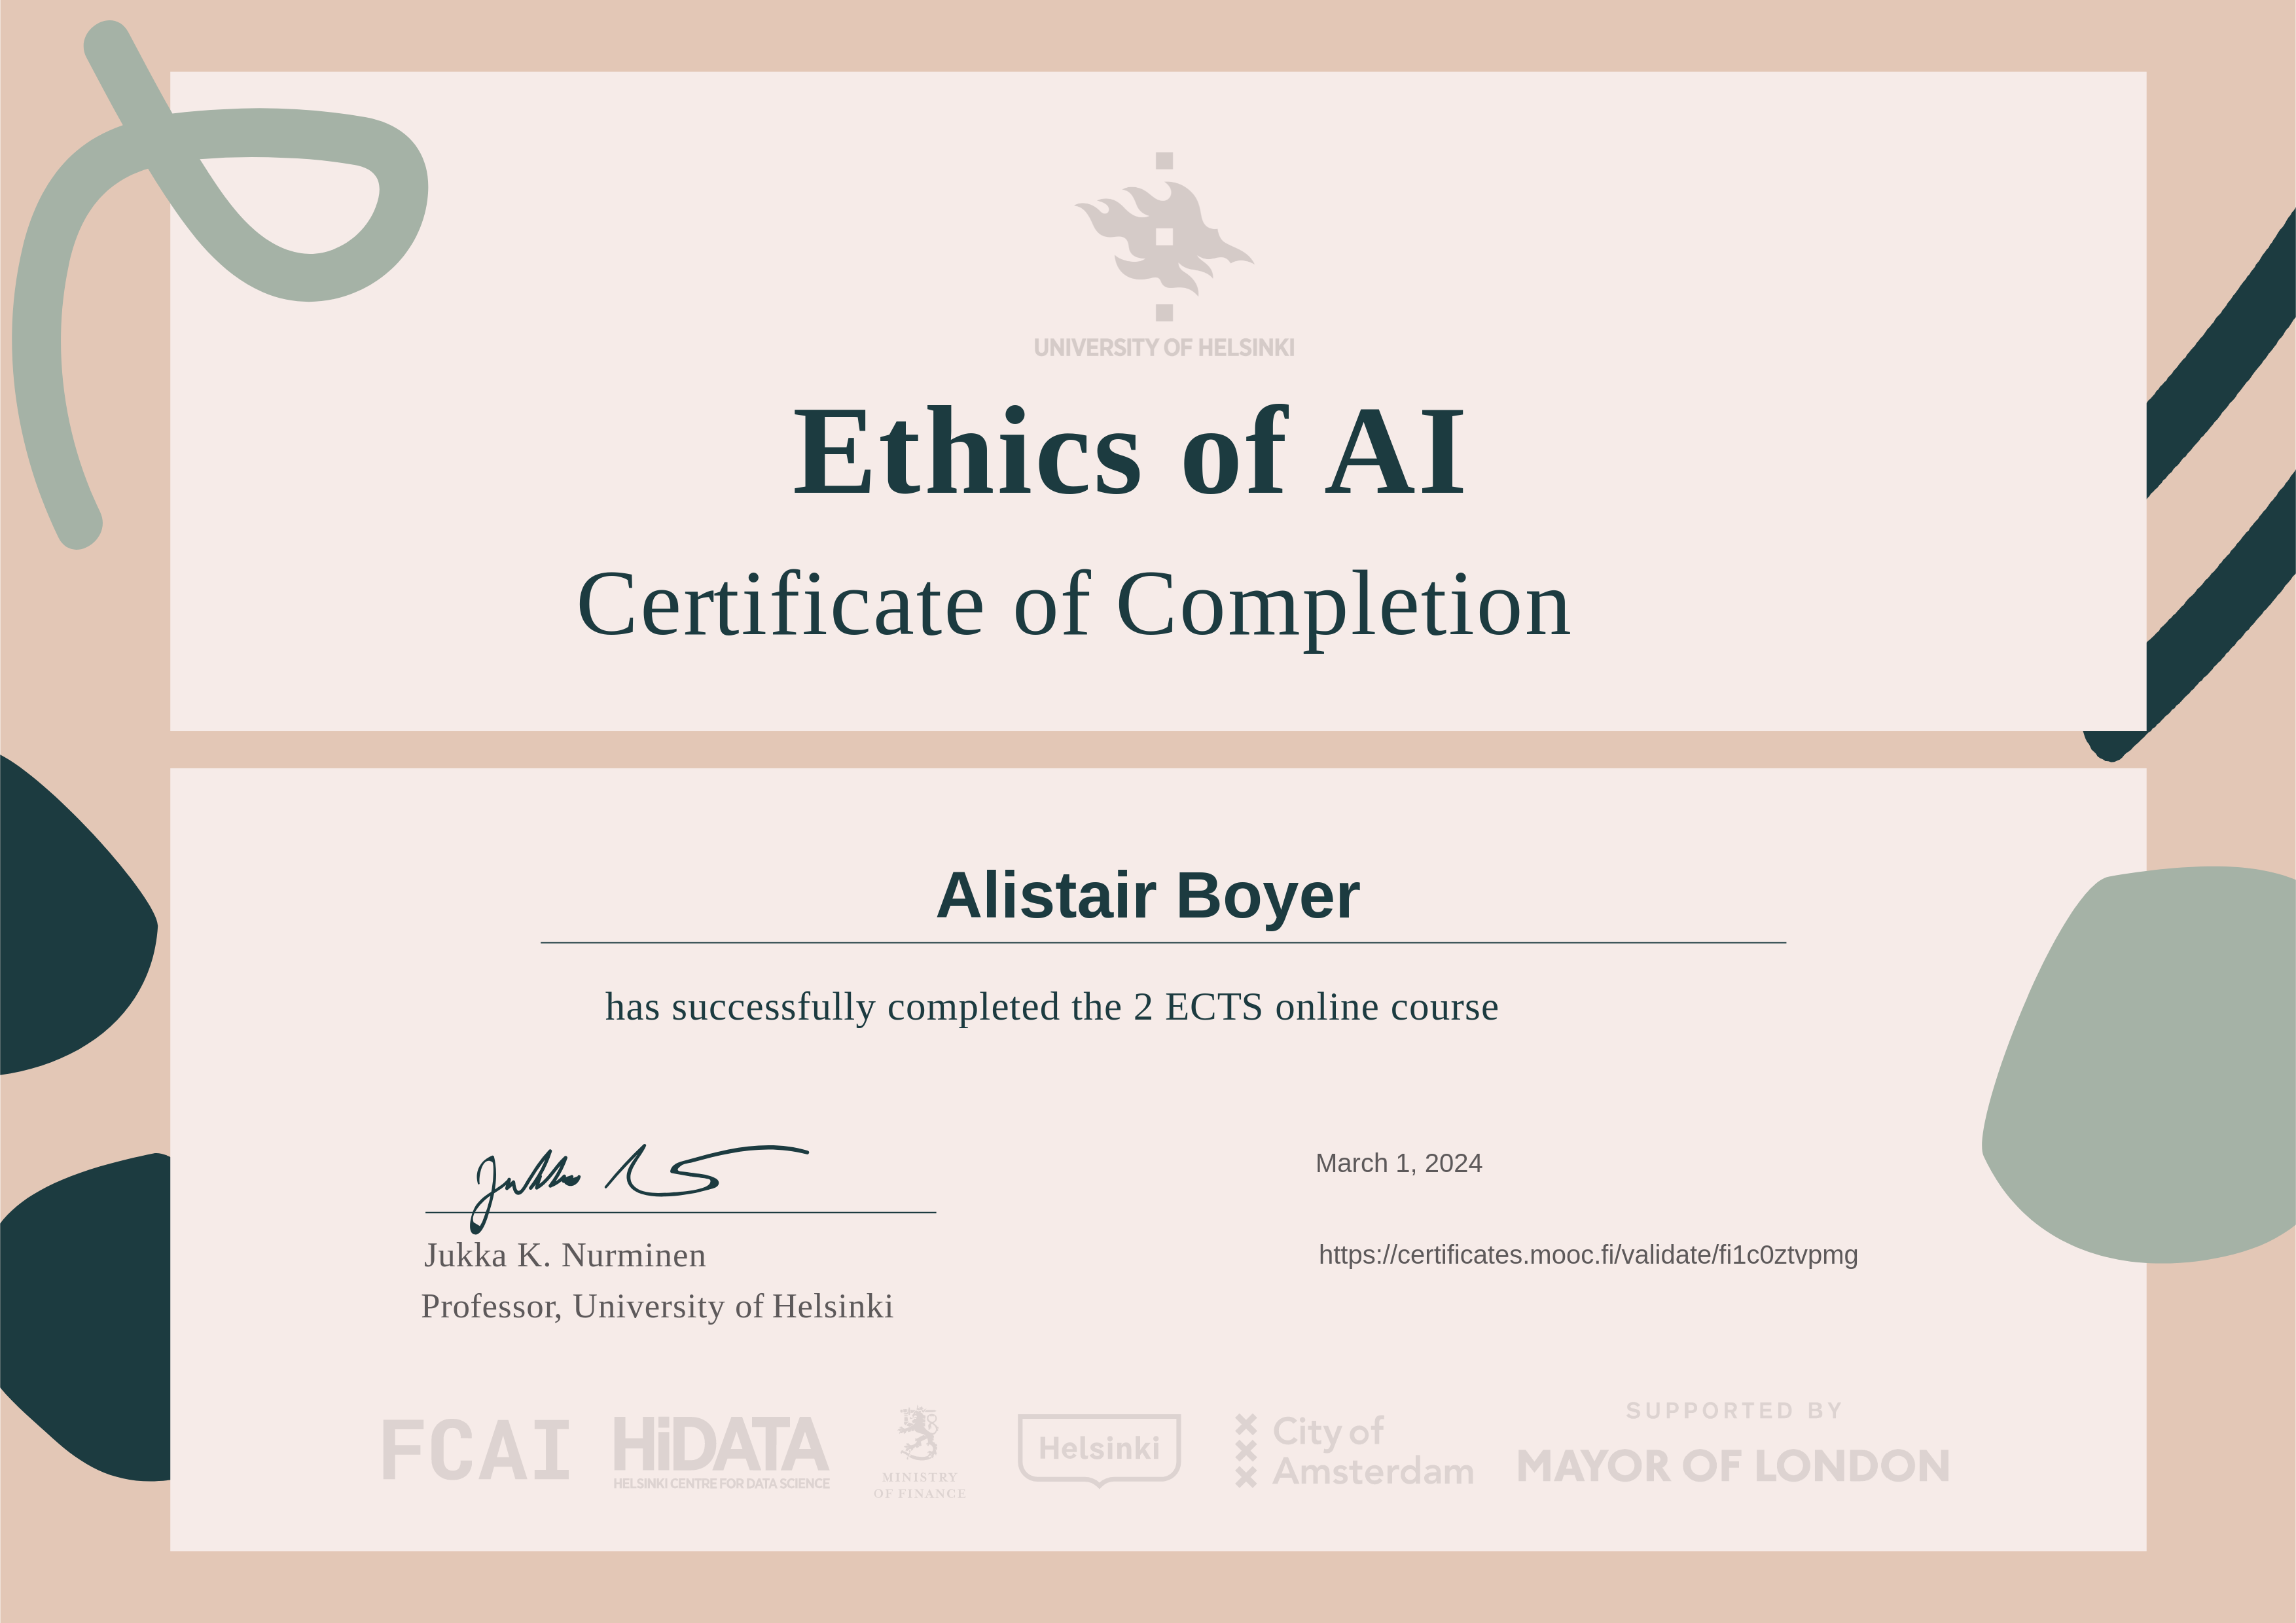 UNIVERSITY OF HELSINKI
Ethics of AI
Certificate of Completion
Alistair Boyer
has successfully completed the 2 ECTS online course
Jukka K. Nurminen
Professor, University of Helsinki
March 1, 2024
https://certificates.mooc.fi/validate/fi1c0ztvpmg
FCAI
HiDATA
HELSINKI CENTRE FOR DATA SCIENCE
MINISTRY
OF FINANCE
Helsinki
City of
Amsterdam
SUPPORTED BY
MAYOR OF LONDON